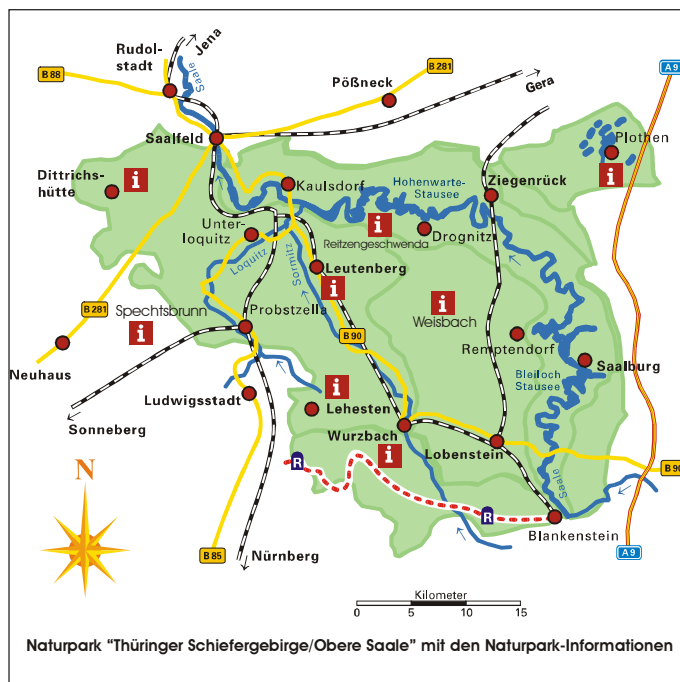 Jena
Rudol-
stadt
B 88
Saale
B 281
A 9
Pößneck
Gera
Saalfeld
Plothen
i
Dittrichs-
hütte
i
Kaulsdorf
Hohenwarte-
Stausee
Ziegenrück
Unter-
loquitz
i
Reitzengeschwenda
Drognitz
Loquitz
Sormitz
Leutenberg
i
B 281
Spechtsbrunn
i
Probstzella
i
Weisbach
B 90
Remptendorf
Saalburg
Neuhaus
Bleiloch
Stausee
Ludwigsstadt
i
Lehesten
Sonneberg
Wurzbach
i
Lobenstein
B 90
N
R
Saale
R
Blankenstein
Nürnberg
B 85
A 9
Kilometer
0 5 10 15
Naturpark “Thüringer Schiefergebirge/Obere Saale” mit den Naturpark-Informationen